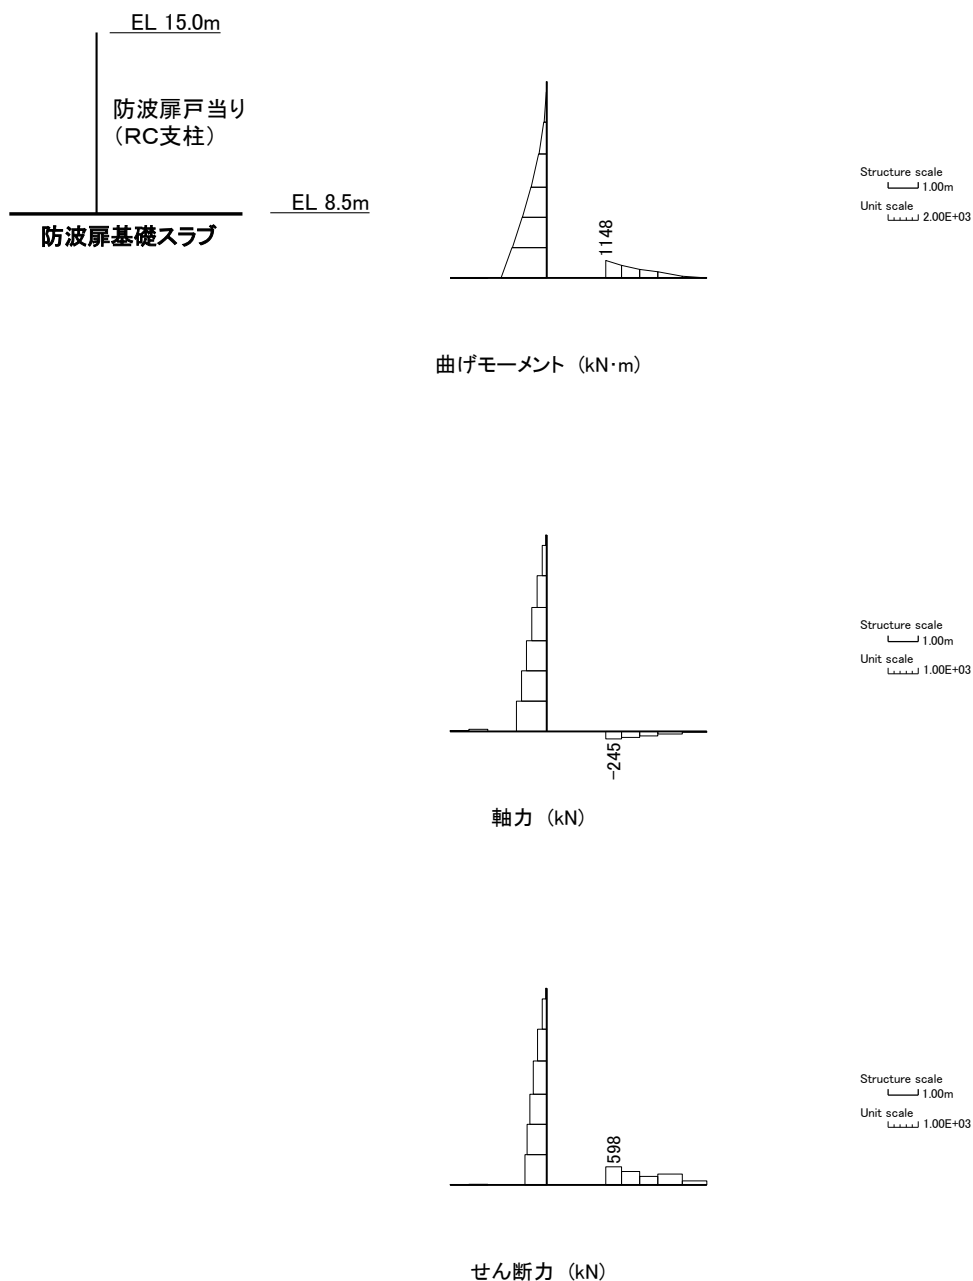 EL 15.0m
防波扉戸当り
(RC支柱)
EL 8.5m
防波扉基礎スラブ
1148
Structure scale
1.00m
Unit scale
2.00E+03
曲げモーメント (kN・m)
-245
Structure scale
1.00m
Unit scale
1.00E+03
軸力 (kN)
598
Structure scale
1.00m
Unit scale
1.00E+03
せん断力 (kN)